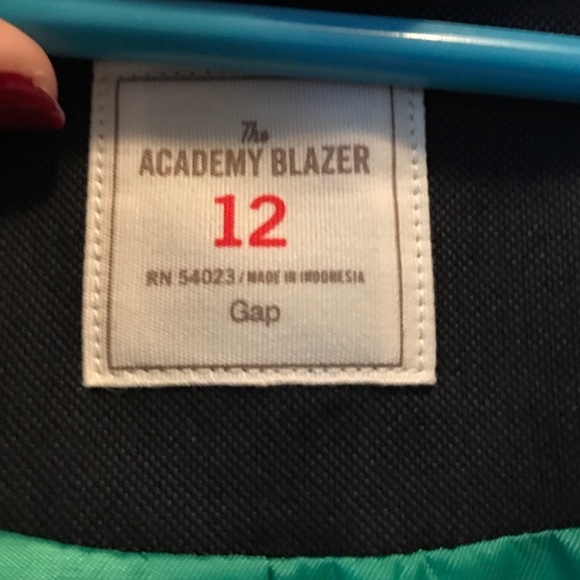 The
ACADEMY BLAZER
12
RN 54023 / MADE IN INDONESIA
Gap